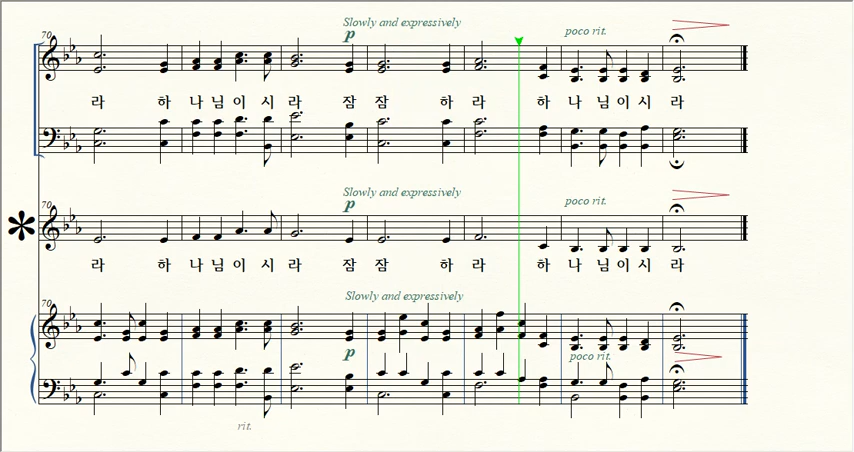 Slowly and expressively
p
poco rit.
70
라 하 나 님 이 시 라 잠 잠 하 라 하 나 님 이 시 라
Slowly and expressively
p
poco rit.
70
라 하 나 님 이 시 라 잠 잠 하 라 하 나 님 이 시 라
Slowly and expressively
70
p
poco rit.
rit.